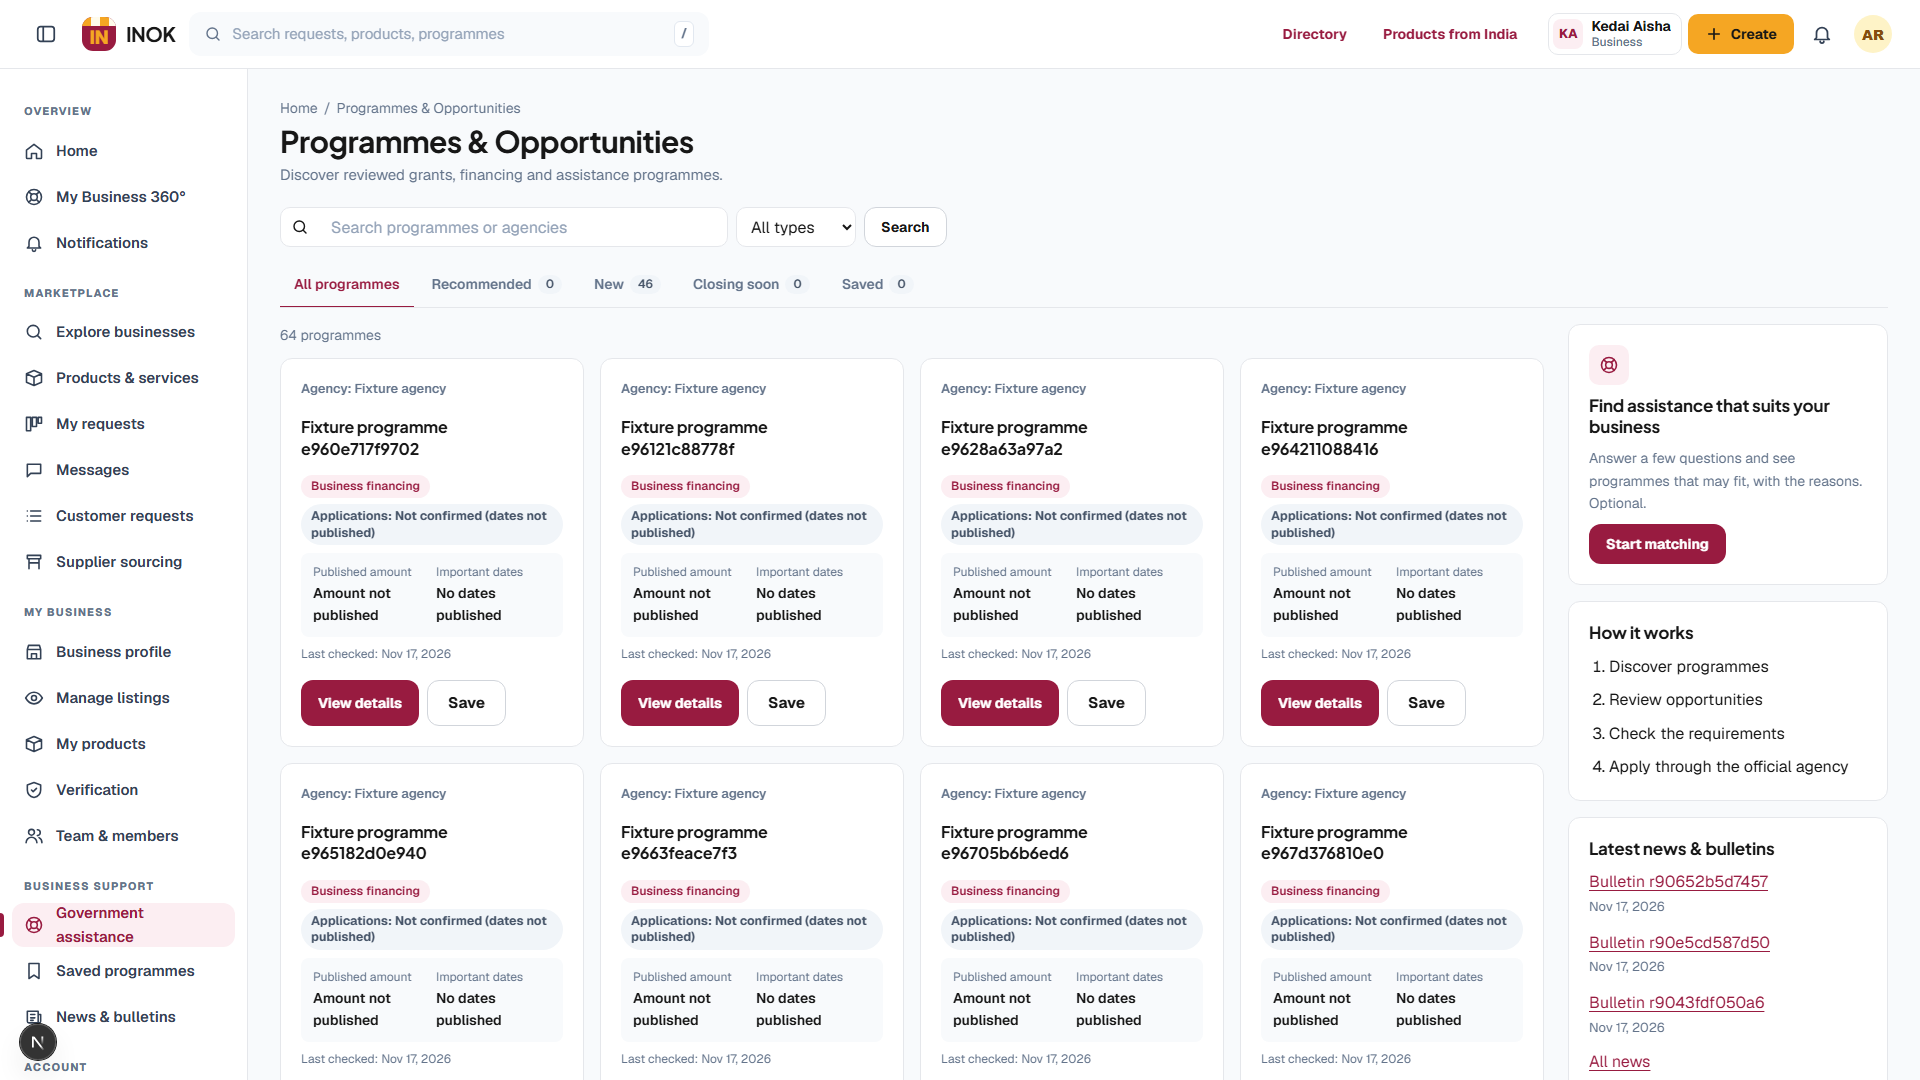 IN INOK
Search requests, products, programmes /
Directory
Products from India
KA Kedai Aisha
Business
Create
AR
OVERVIEW
Home
My Business 360°
Notifications
MARKETPLACE
Explore businesses
Products & services
My requests
Messages
Customer requests
Supplier sourcing
MY BUSINESS
Business profile
Manage listings
My products
Verification
Team & members
BUSINESS SUPPORT
Government
assistance
Saved programmes
News & bulletins
N
ACCOUNT
Home / Programmes & Opportunities
Programmes & Opportunities
Discover reviewed grants, financing and assistance programmes.
Search programmes or agencies
All types
Search
All programmes
Recommended 0
New 46
Closing soon 0
Saved 0
64 programmes
Agency: Fixture agency
Fixture programme
e960e717f9702
Business financing
Applications: Not confirmed (dates not
published)
Published amount
Amount not
published
Important dates
No dates
published
Last checked: Nov 17, 2026
View details
Save
Agency: Fixture agency
Fixture programme
e96121c88778f
Business financing
Applications: Not confirmed (dates not
published)
Published amount
Amount not
published
Important dates
No dates
published
Last checked: Nov 17, 2026
View details
Save
Agency: Fixture agency
Fixture programme
e9628a63a97a2
Business financing
Applications: Not confirmed (dates not
published)
Published amount
Amount not
published
Important dates
No dates
published
Last checked: Nov 17, 2026
View details
Save
Agency: Fixture agency
Fixture programme
e964211088416
Business financing
Applications: Not confirmed (dates not
published)
Published amount
Amount not
published
Important dates
No dates
published
Last checked: Nov 17, 2026
View details
Save
Agency: Fixture agency
Fixture programme
e965182d0e940
Business financing
Applications: Not confirmed (dates not
published)
Published amount
Amount not
published
Important dates
No dates
published
Last checked: Nov 17, 2026
Agency: Fixture agency
Fixture programme
e9663feace7f3
Business financing
Applications: Not confirmed (dates not
published)
Published amount
Amount not
published
Important dates
No dates
published
Last checked: Nov 17, 2026
Agency: Fixture agency
Fixture programme
e96705b6b6ed6
Business financing
Applications: Not confirmed (dates not
published)
Published amount
Amount not
published
Important dates
No dates
published
Last checked: Nov 17, 2026
Agency: Fixture agency
Fixture programme
e967d376810e0
Business financing
Applications: Not confirmed (dates not
published)
Published amount
Amount not
published
Important dates
No dates
published
Last checked: Nov 17, 2026
Find assistance that suits your
business
Answer a few questions and see
programmes that may fit, with the reasons.
Optional.
Start matching
How it works
1. Discover programmes
2. Review opportunities
3. Check the requirements
4. Apply through the official agency
Latest news & bulletins
Bulletin r90652b5d7457
Nov 17, 2026
Bulletin r90e5cd587d50
Nov 17, 2026
Bulletin r9043fdf050a6
Nov 17, 2026
All news